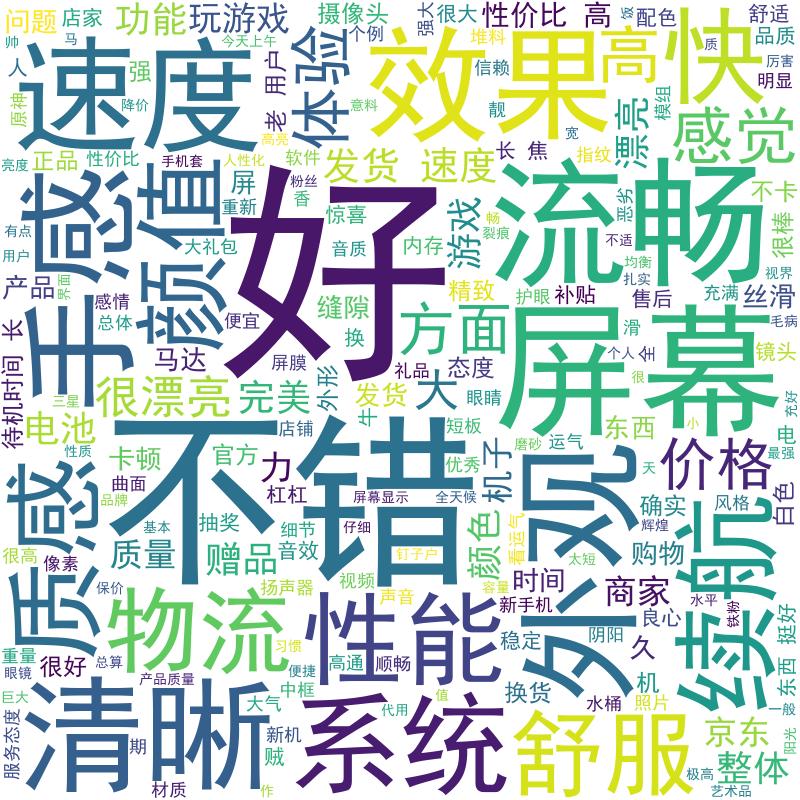 问题
店家
功能
玩游戏
摄像头
个例
强大
很大
性价比
高
饭
配色
舒适
帅
马
今天上午
堆料
质
品质
人
强
速度
体验
效果
高
快
信赖
厉害
明显
原神
降价
老
用户
意料
靓
漂亮
模组
高亮
宽
感觉
亮度
正品
性价比
手机套
人性化
软件
发货
速度
长
焦
指纹
手感
颜值
屏
重新
粉丝
香
惊喜
裂痕
畅
恶劣
不卡
很棒
有点
用户
大礼包
音质
内存
游戏
不适
流畅
均衡
扎实
视界
产品
界面
感情
缝隙
精致
护眼
补贴
售后
充满
丝滑
总体
便宜
换
方面
滑
个人
全
毛病
长
待机时间
马达
屏膜
礼品
态度
好
屏幕
镜头
很漂亮
完美
外形
发货
大
眼睛
很
充好
三星
牛
短板
东西
小
电
电池
性质
店铺
卡顿
官方
力
优秀
机子
磨砂
运气
天
最强
曲面
杠杠
屏幕显示
全天候
价格
白色
质感
品牌
不错
外观
确实
风格
基本
仔细
辉煌
很高
质量
抽奖
细节
颜色
看运气
像素
赠品
音效
钉子户
太短
购物
续航
扬声器
视频
声音
容量
时间
商家
保价
新手机
水平
铁粉
物流
性能
良心
挺好
重量
习惯
稳定
阴阳
久
很好
总算
眼镜
便捷
高通
顺畅
东西
产品质量
中框
换货
机
巨大
清晰
大气
代用
值
水桶
照片
一般
服务态度
系统
舒服
京东
阳光
新机
期
贼
整体
材质
作
极高
艺术品